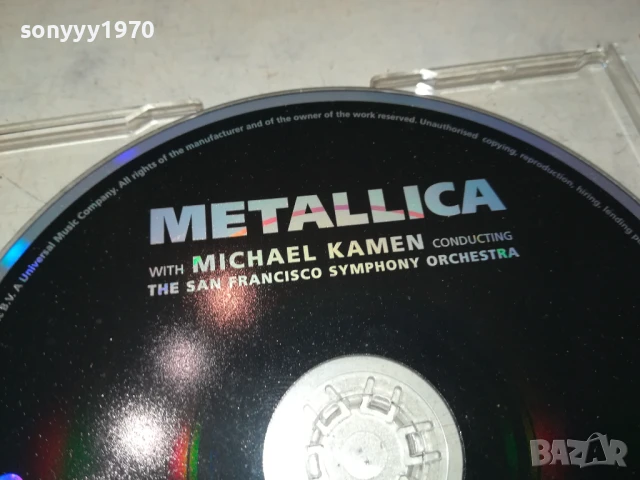 sonyyy1970
B.V. A Universal Music Company. All rights of the manufacturer and of the owner of the work reserved. Unauthorised copying, reproduction, hiring, lending
METALLICA
WITH MICHAEL KAMEN CONDUCTING
THE SAN FRANCISCO SYMPHONY ORCHESTRA
BAZAR